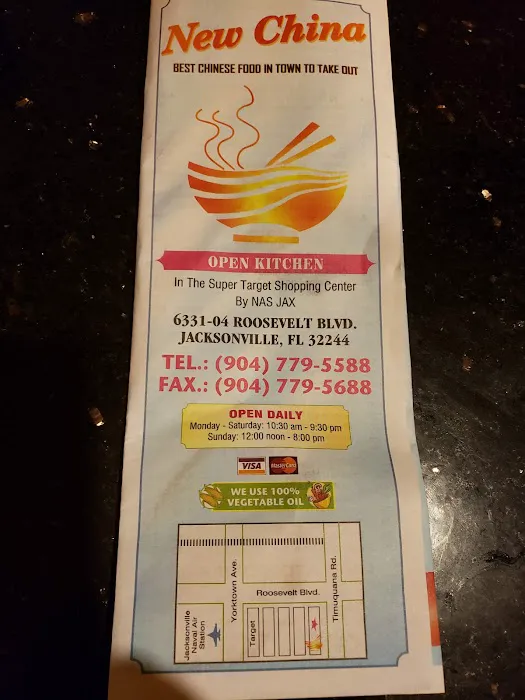 New China
BEST CHINESE FOOD IN TOWN TO TAKE OUT
OPEN KITCHEN
In The Super Target Shopping Center
By NAS JAX
6331-04 ROOSEVELT BLVD.
JACKSONVILLE, FL 32244
TEL.: (904) 779-5588
FAX.: (904) 779-5688
OPEN DAILY
Monday - Saturday: 10:30 am - 9:30 pm
Sunday: 12:00 noon - 8:00 pm
VISA MasterCard
WE USE 100%
VEGETABLE OIL
Yorktown Ave.
Timuquana Rd.
Roosevelt Blvd.
Jacksonville
Naval Air
Station
Target